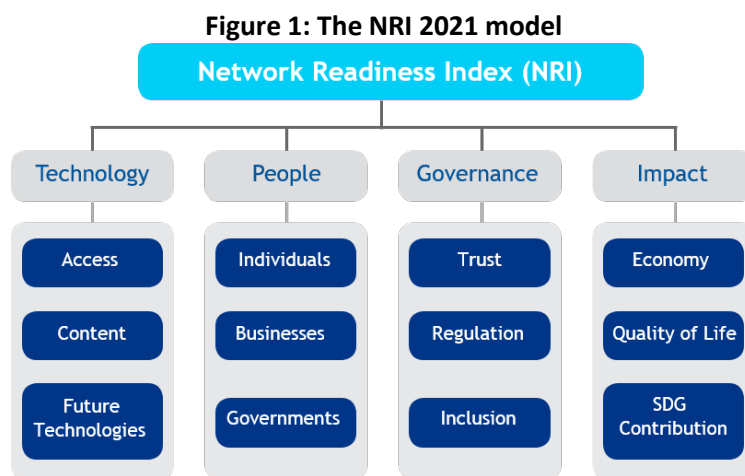 Figure 1: The NRI 2021 model
Network Readiness Index (NRI)
Technology
People
Governance
Impact
Access
Individuals
Trust
Economy
Content
Businesses
Regulation
Quality of Life
Future
Technologies
Governments
Inclusion
SDG
Contribution